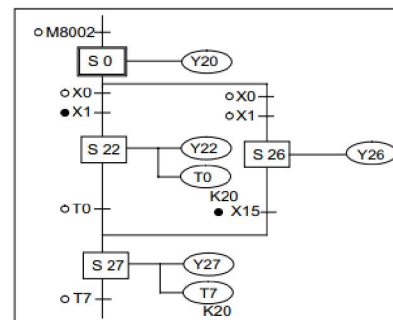 M8002
S 0 Y20
X0 X0
X1 X1
S 22 Y22 S 26 Y26
T0
K20
T0 X15
S 27 Y27
T7 T7
K20